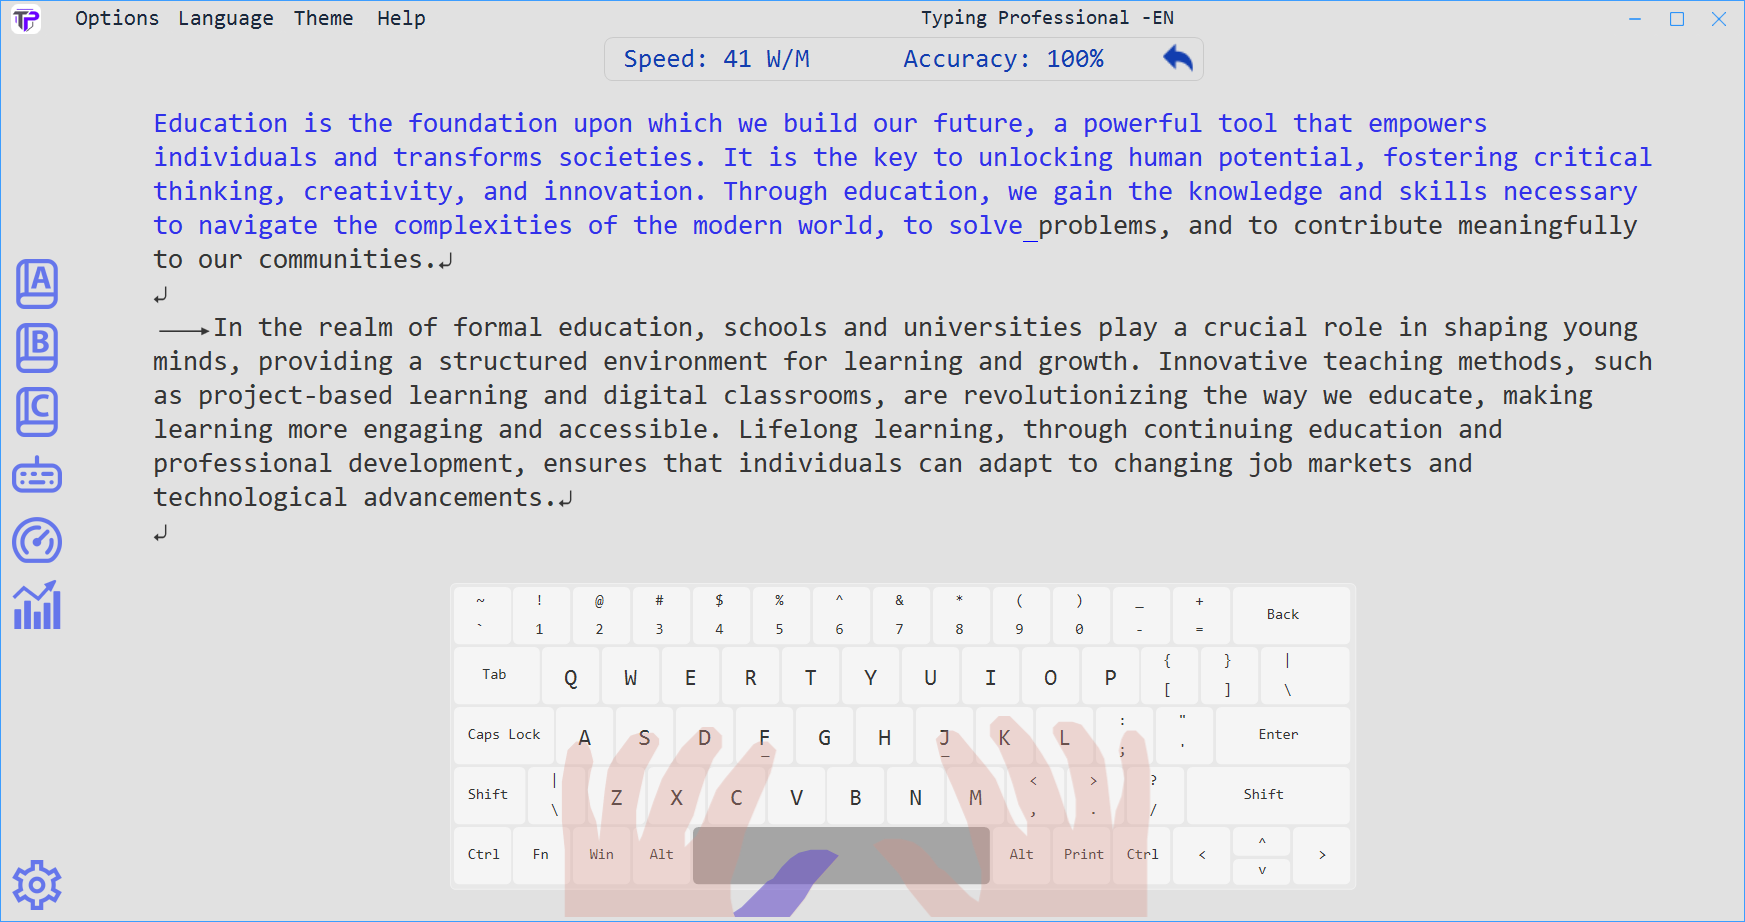 Options Language Theme Help Typing Professional -EN
Speed: 41 W/M Accuracy: 100%
Education is the foundation upon which we build our future, a powerful tool that empowers
individuals and transforms societies. It is the key to unlocking human potential, fostering critical
thinking, creativity, and innovation. Through education, we gain the knowledge and skills necessary
to navigate the complexities of the modern world, to solve_problems, and to contribute meaningfully
to our communities.↲
↲
→In the realm of formal education, schools and universities play a crucial role in shaping young
minds, providing a structured environment for learning and growth. Innovative teaching methods, such
as project-based learning and digital classrooms, are revolutionizing the way we educate, making
learning more engaging and accessible. Lifelong learning, through continuing education and
professional development, ensures that individuals can adapt to changing job markets and
technological advancements.↲
↲
A
B
C
~ ! @ # $ % ^ & * ( ) _ + Back
` 1 2 3 4 5 6 7 8 9 0 - =
Tab Q W E R T Y U I O P { } |
[ ] \
Caps Lock A S D F G H J K L : " Enter
; '
Shift | Z X C V B N M < > ? Shift
\ , . /
Ctrl Fn Win Alt Alt Print Ctrl < ^ >
v